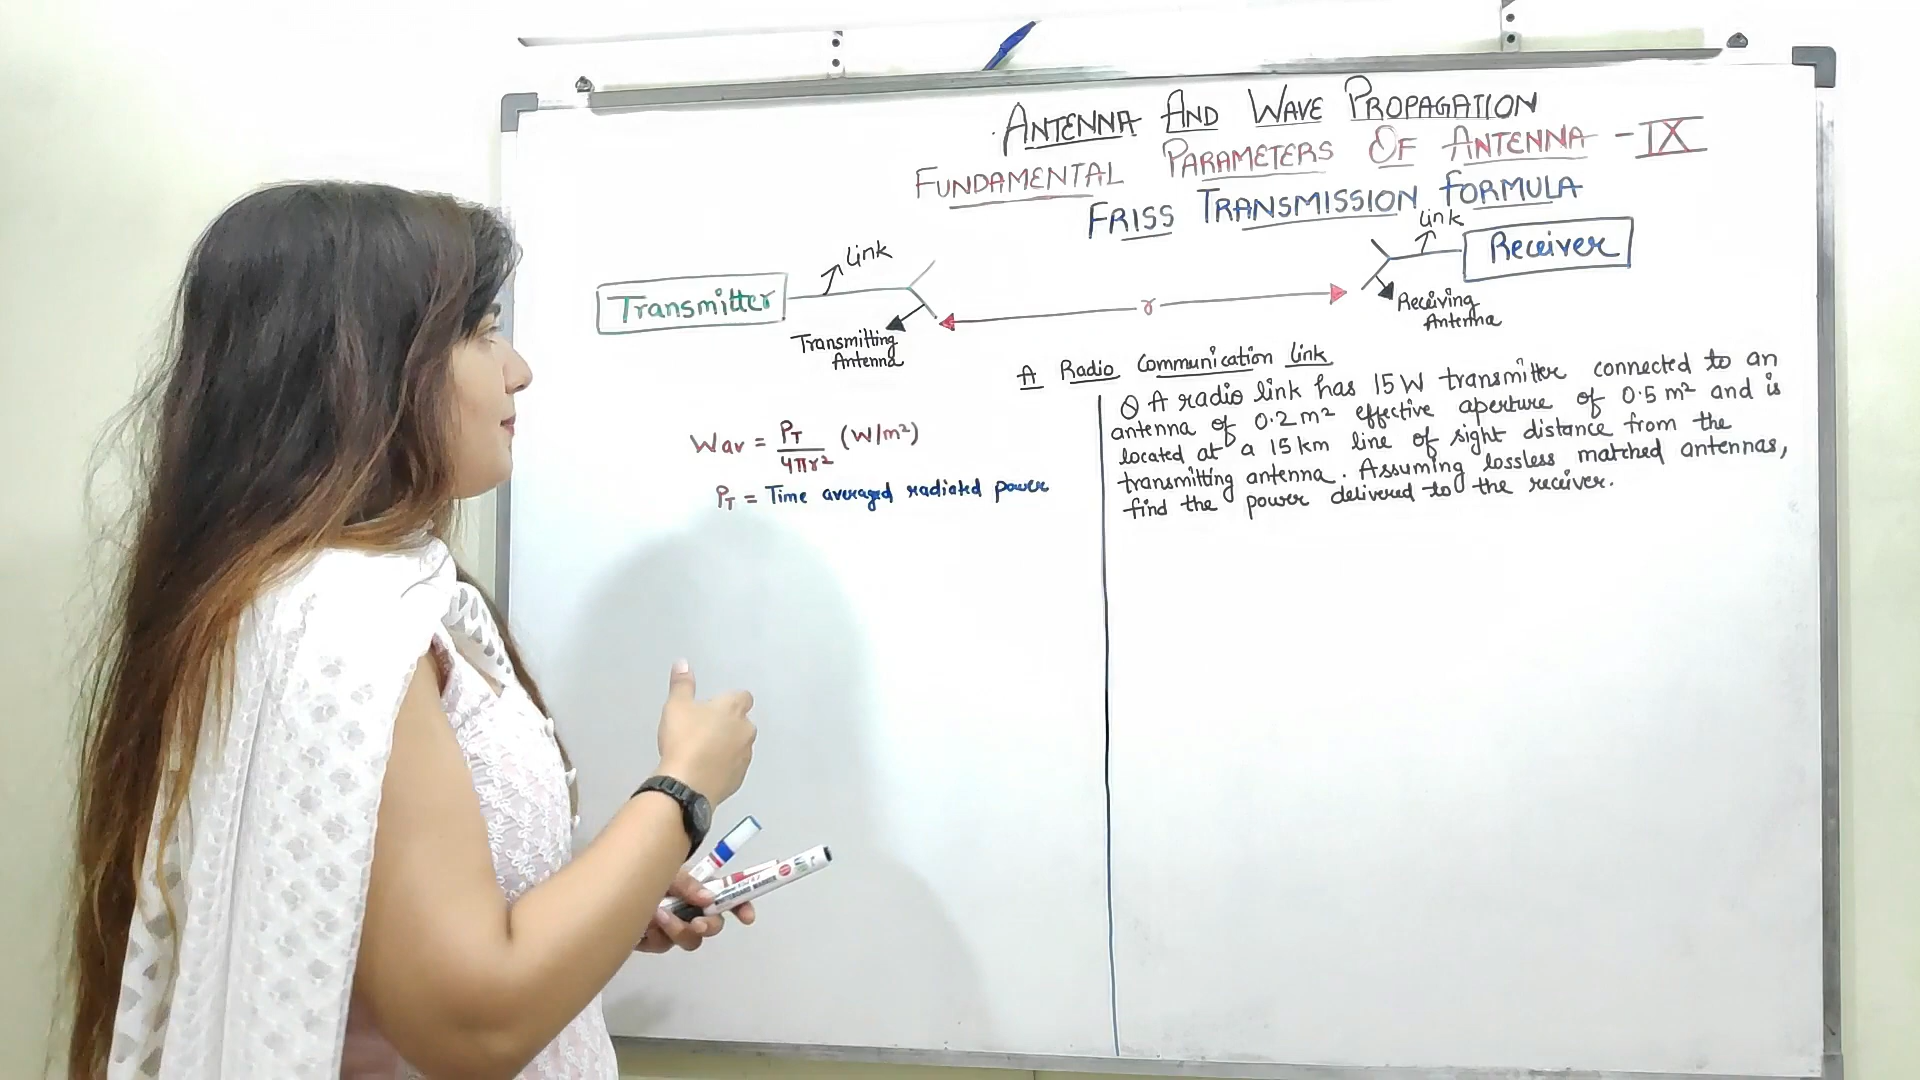 ANTENNA AND WAVE PROPAGATION
FUNDAMENTAL PARAMETERS OF ANTENNA - IX
FRISS TRANSMISSION FORMULA
Link
Receiver
Link
Transmitter
r
Receiving
Antenna
Transmitting
Antenna
A Radio Communication Link
Q A radio link has 15W transmitter connected to an
antenna of 0.2 m² effective aperture of 0.5 m² and is
located at a 15 km line of sight distance from the
transmitting antenna. Assuming lossless matched antennas,
find the power delivered to the receiver.
Wav = PT/4πr² (W/m²)
PT = Time averaged radiated power